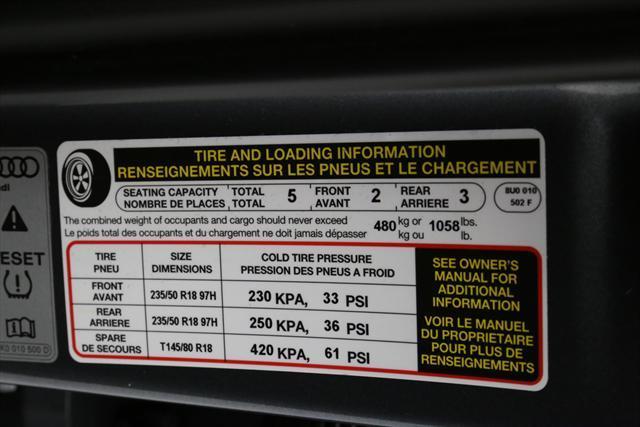 TIRE AND LOADING INFORMATION
RENSEIGNEMENTS SUR LES PNEUS ET LE CHARGEMENT
SEATING CAPACITY TOTAL 5 FRONT 2 REAR 3
NOMBRE DE PLACES TOTAL AVANT ARRIERE
8U0 010
502 F
The combined weight of occupants and cargo should never exceed 480 kg or 1058 lbs.
Le poids total des occupants et du chargement ne doit jamais dépasser kg ou lb.
TIRE
PNEU
SIZE
DIMENSIONS
COLD TIRE PRESSURE
PRESSION DES PNEUS A FROID
FRONT
AVANT
235/50 R18 97H
230 KPA, 33 PSI
REAR
ARRIERE
235/50 R18 97H
250 KPA, 36 PSI
SPARE
DE SECOURS
T145/80 R18
420 KPA, 61 PSI
SEE OWNER'S
MANUAL FOR
ADDITIONAL
INFORMATION
VOIR LE MANUEL
DU PROPRIETAIRE
POUR PLUS DE
RENSEIGNEMENTS
di
ESET
K0 010 500 D